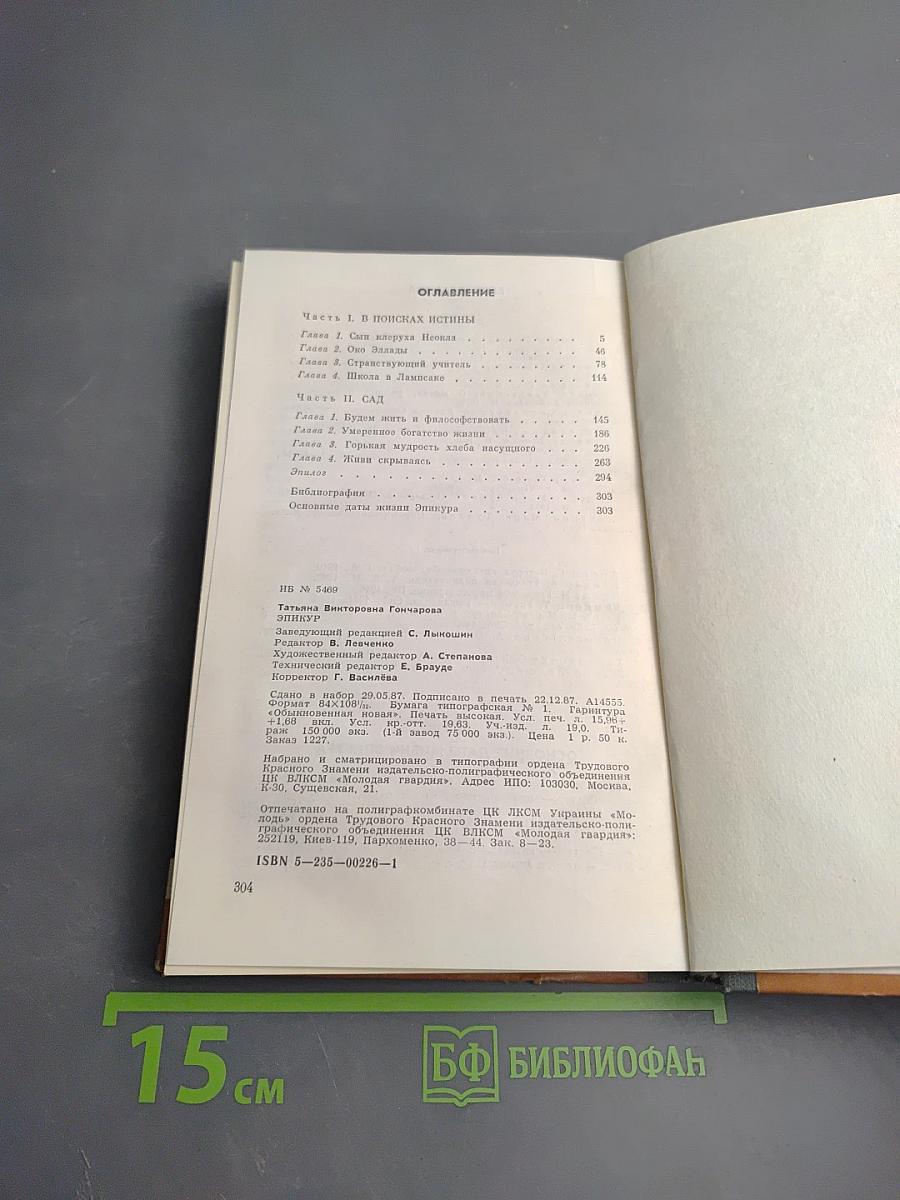 ОГЛАВЛЕНИЕ
Часть I. В ПОИСКАХ ИСТИНЫ
Глава 1. Сын клеруха Неокла . . . . . . . . . 5
Глава 2. Око Эллады . . . . . . . . . . . . 46
Глава 3. Странствующий учитель . . . . . . . . 78
Глава 4. Школа в Лампсаке . . . . . . . . . . 114
Часть II. САД
Глава 1. Будем жить и философствовать . . . . . 145
Глава 2. Умеренное богатство жизни . . . . . . . 186
Глава 3. Горькая мудрость хлеба насущного . . . 226
Глава 4. Живи скрываясь . . . . . . . . . . . 263
Эпилог . . . . . . . . . . . . . . . . . 294
Библиография . . . . . . . . . . . . . . . 303
Основные даты жизни Эпикура . . . . . . . . . 303
ИБ № 5469
Татьяна Викторовна Гончарова
ЭПИКУР
Заведующий редакцией С. Лыкошин
Редактор В. Левченко
Художественный редактор А. Степанова
Технический редактор Е. Брауде
Корректор Г. Василёва
Сдано в набор 29.05.87. Подписано в печать 22.12.87. А14555.
Формат 84×108¹/₃₂. Бумага типографская № 1. Гарнитура
«Обыкновенная новая». Печать высокая. Усл. печ. л. 15,96+
+1,68 вкл. Усл. кр.-отт. 19,63. Уч.-изд. л. 19,0. Ти-
раж 150 000 экз. (1-й завод 75 000 экз.). Цена 1 р. 50 к.
Заказ 1227.
Набрано и сматрицировано в типографии ордена Трудового
Красного Знамени издательско-полиграфического объединения
ЦК ВЛКСМ «Молодая гвардия». Адрес ИПО: 103030, Москва,
К-30, Сущевская, 21.
Отпечатано на полиграфкомбинате ЦК ЛКСМ Украины «Мо-
лодь» ордена Трудового Красного Знамени издательско-поли-
графического объединения ЦК ВЛКСМ «Молодая гвардия»:
252119, Киев-119, Пархоменко, 38—44. Зак. 8—23.
ISBN 5—235—00226—1
304
15 см
БФ БИБЛИОФАН